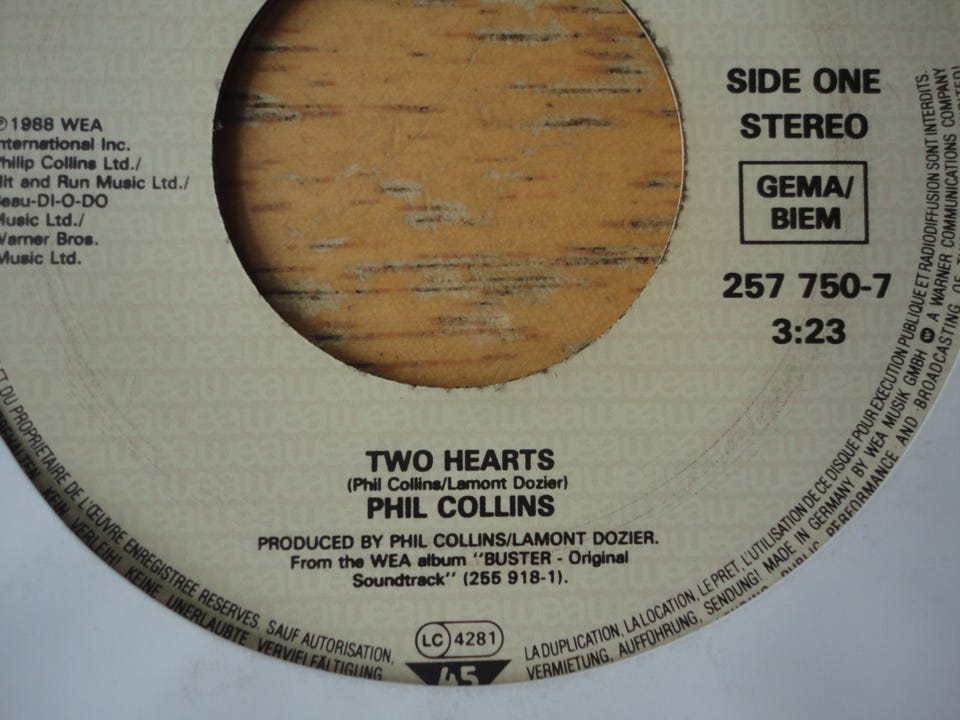 ℗ 1988 WEA
International Inc.
Philip Collins Ltd./
Hit and Run Music Ltd./
Beau-DI-O-DO
Music Ltd./
Warner Bros.
Music Ltd.
SIDE ONE
STEREO
GEMA/
BIEM
257 750-7
3:23
TWO HEARTS
(Phil Collins/Lamont Dozier)
PHIL COLLINS
PRODUCED BY PHIL COLLINS/LAMONT DOZIER.
From the WEA album "BUSTER - Original
Soundtrack" (255 918-1).
LC 4281
45
ET DU PROPRIETAIRE DE L'ŒUVRE ENREGISTREE RESERVES. SAUF AUTORISATION,
LA DUPLICATION, LA LOCATION, LE PRET, L'UTILISATION DE CE DISQUE POUR EXECUTION PUBLIQUE ET RADIODIFFUSION SONT INTERDITS.
KEIN VERLEIH! KEINE UNERLAUBTE VERVIELFÄLTIGUNG,
VERMIETUNG, AUFFÜHRUNG, SENDUNG! MADE IN GERMANY BY WEA MUSIK GMBH A WARNER COMMUNICATIONS COMPANY
PUBLIC PERFORMANCE AND BROADCASTING OF